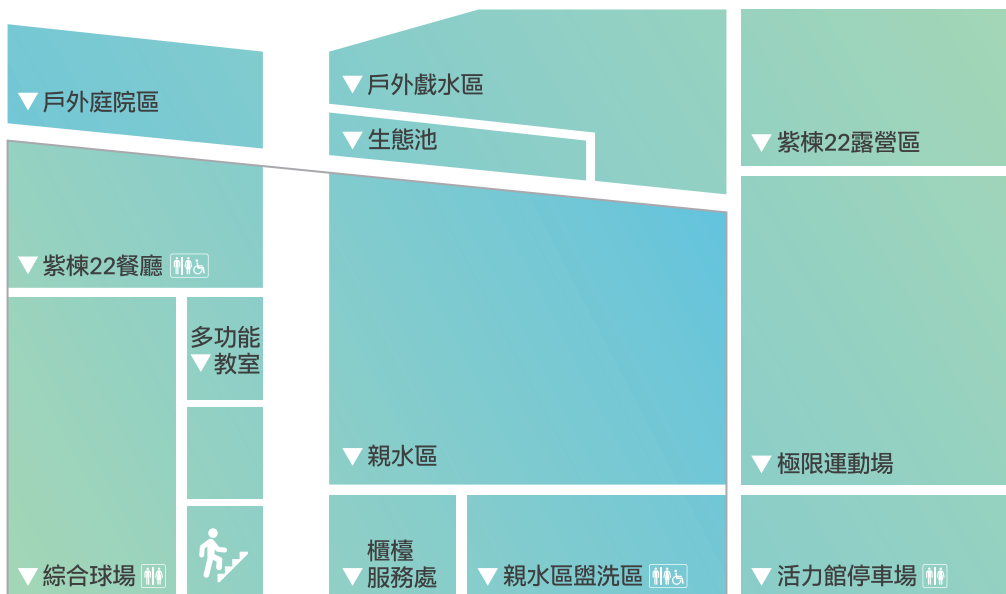 戶外庭院區
戶外戲水區
生態池
紫楝22露營區
紫楝22餐廳
多功能
教室
親水區
極限運動場
綜合球場
櫃檯
服務處
親水區盥洗區
活力館停車場